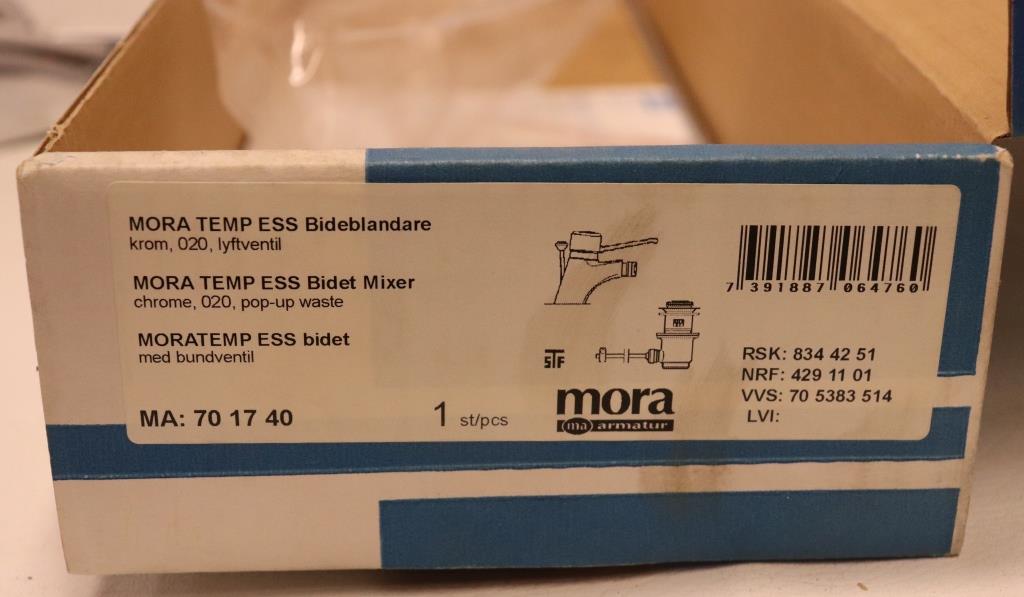 MORA TEMP ESS Bideblandare
krom, 020, lyftventil
MORA TEMP ESS Bidet Mixer
chrome, 020, pop-up waste
MORATEMP ESS bidet
med bundventil
MA: 70 17 40
1 st/pcs
STF
mora
ma armatur
7 391887 064760
RSK: 834 42 51
NRF: 429 11 01
VVS: 70 5383 514
LVI: